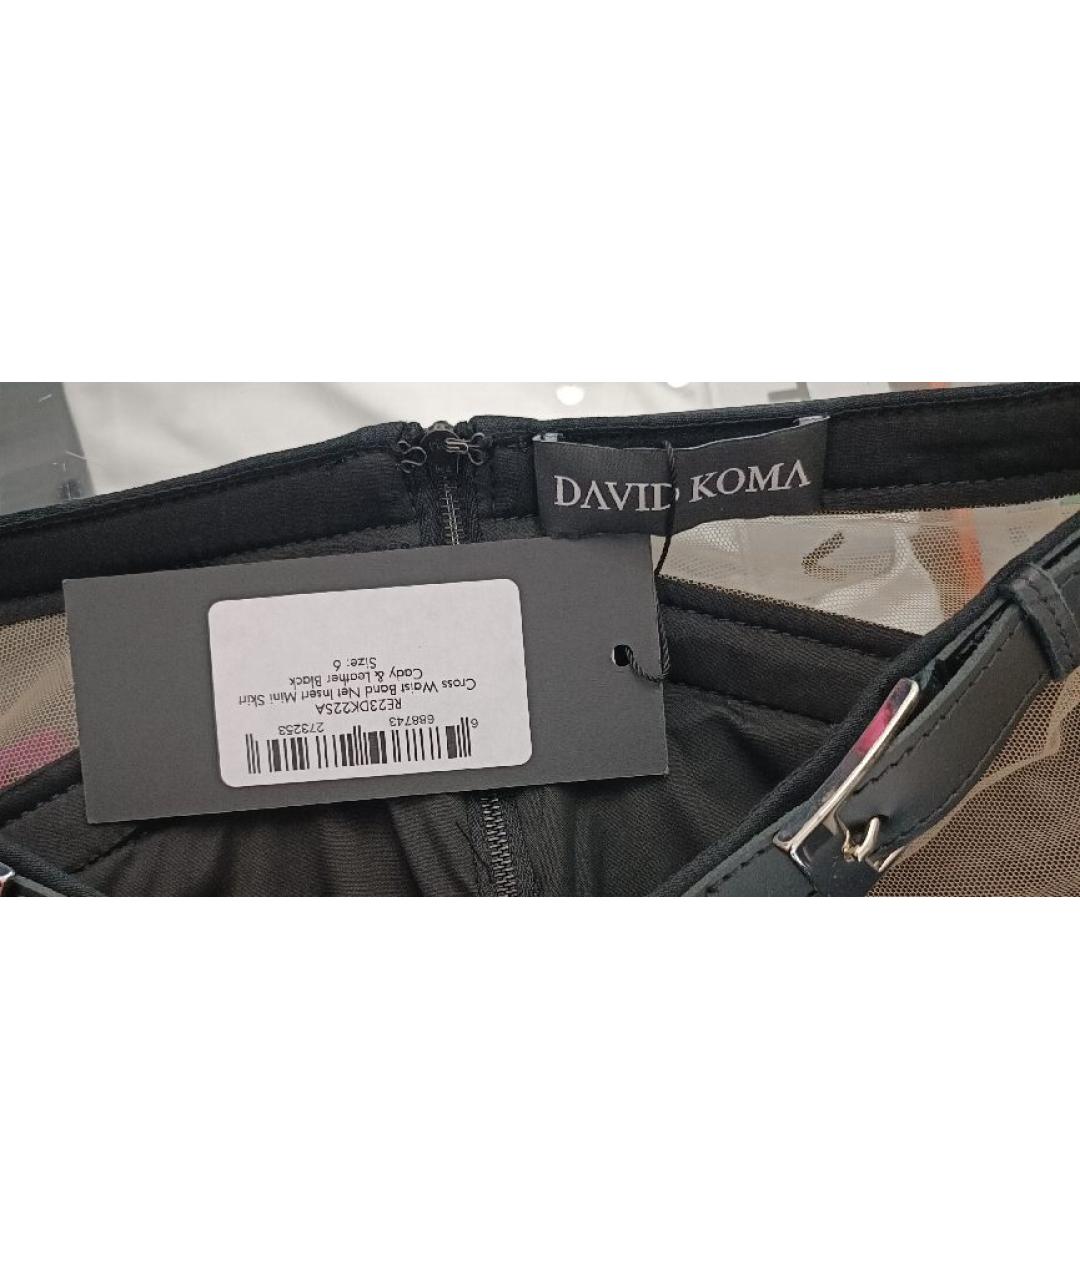 DAVID KOMA
6 688743 273253
RE23DK22SA
Cross Waist Band Net Insert Mini Skirt
Cady & Leather Black
Size: 6